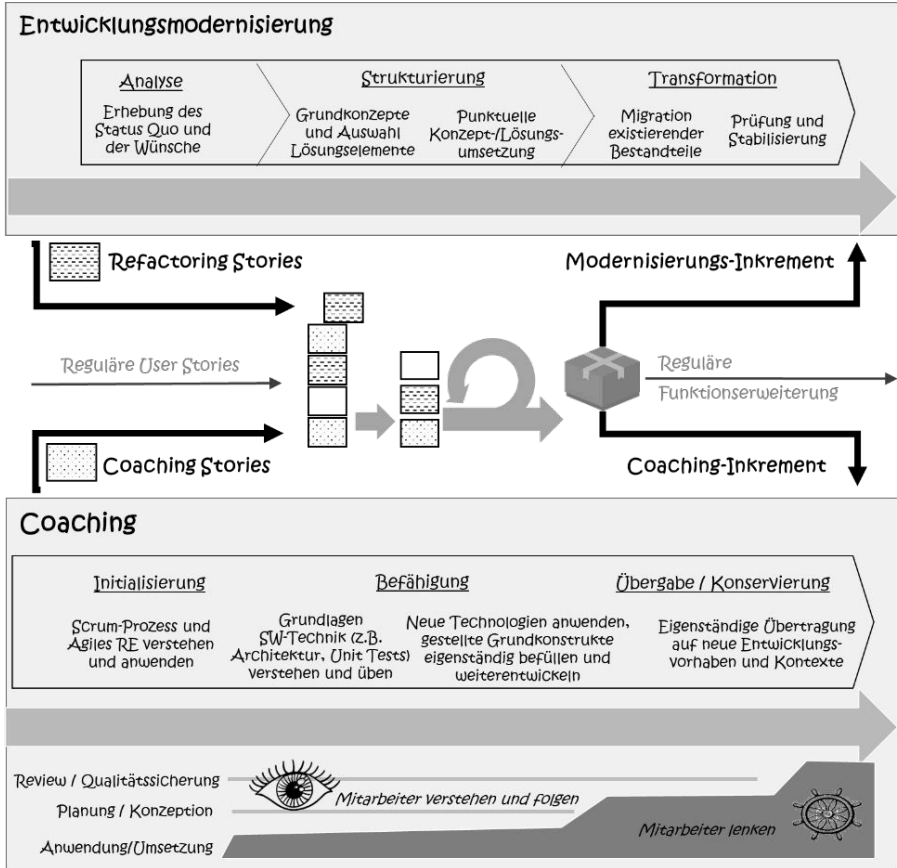 Entwicklungsmodernisierung
Analyse
Erhebung des
Status Quo und
der Wünsche
Strukturierung
Grundkonzepte
und Auswahl
Lösungselemente
Punktuelle
Konzept-/Lösungs-
umsetzung
Transformation
Migration
existierender
Bestandteile
Prüfung und
Stabilisierung
Refactoring Stories
Modernisierungs-Inkrement
Reguläre User Stories
Reguläre
Funktionserweiterung
Coaching Stories
Coaching-Inkrement
Coaching
Initialisierung
Scrum-Prozess und
Agiles RE verstehen
und anwenden
Befähigung
Grundlagen
SW-Technik (z.B.
Architektur, Unit Tests)
verstehen und üben
Neue Technologien anwenden,
gestellte Grundkonstrukte
eigenständig befüllen und
weiterentwickeln
Übergabe / Konservierung
Eigenständige Übertragung
auf neue Entwicklungs-
vorhaben und Kontexte
Review / Qualitätssicherung
Planung / Konzeption
Anwendung/Umsetzung
Mitarbeiter verstehen und folgen
Mitarbeiter lenken